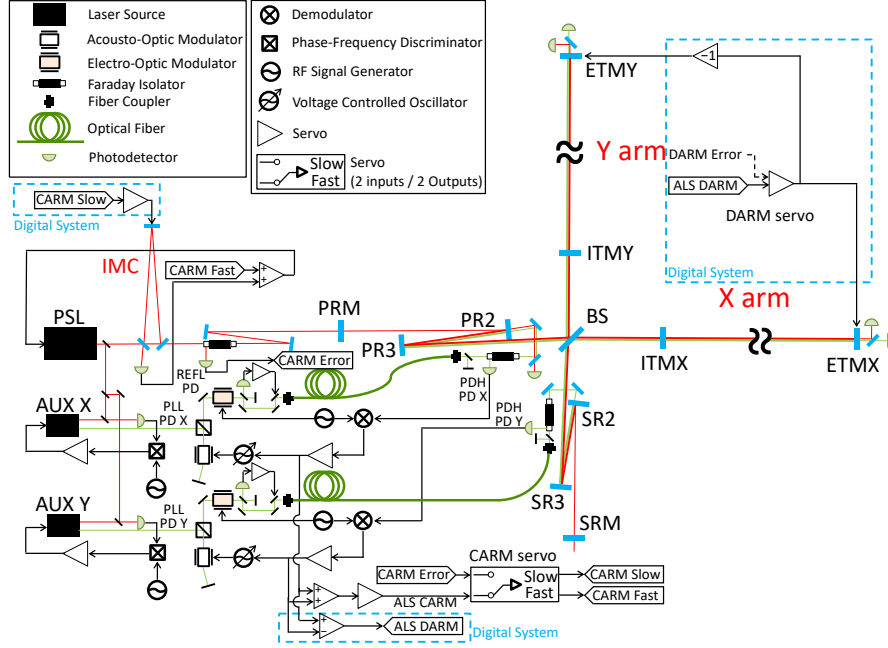 Laser Source
Acousto-Optic Modulator
Electro-Optic Modulator
Faraday Isolator
Fiber Coupler
Optical Fiber
Photodetector
Demodulator
Phase-Frequency Discriminator
RF Signal Generator
Voltage Controlled Oscillator
Servo
Slow
Fast
Servo
(2 inputs / 2 Outputs)
ETMY
−1
Y arm
DARM Error
ALS DARM
DARM servo
Digital System
CARM Slow
Digital System
IMC
CARM Fast
+
+
ITMY
X arm
PSL
PRM
PR2
PR3
BS
ITMX
ETMX
CARM Error
REFL
PD
PDH
PD X
AUX X
PLL
PD X
PDH
PD Y
SR2
SR3
SRM
AUX Y
PLL
PD Y
CARM servo
CARM Error
Slow
Fast
CARM Slow
CARM Fast
+
+
ALS CARM
+
−
ALS DARM
Digital System